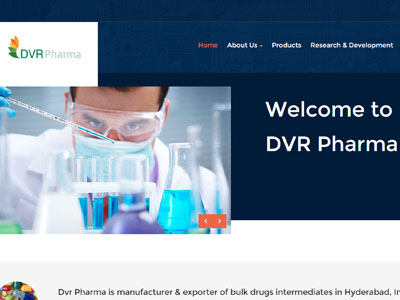 DVR Pharma
Home About Us Products Research & Development
Welcome to
DVR Pharma
Dvr Pharma is manufacturer & exporter of bulk drugs intermediates in Hyderabad, In